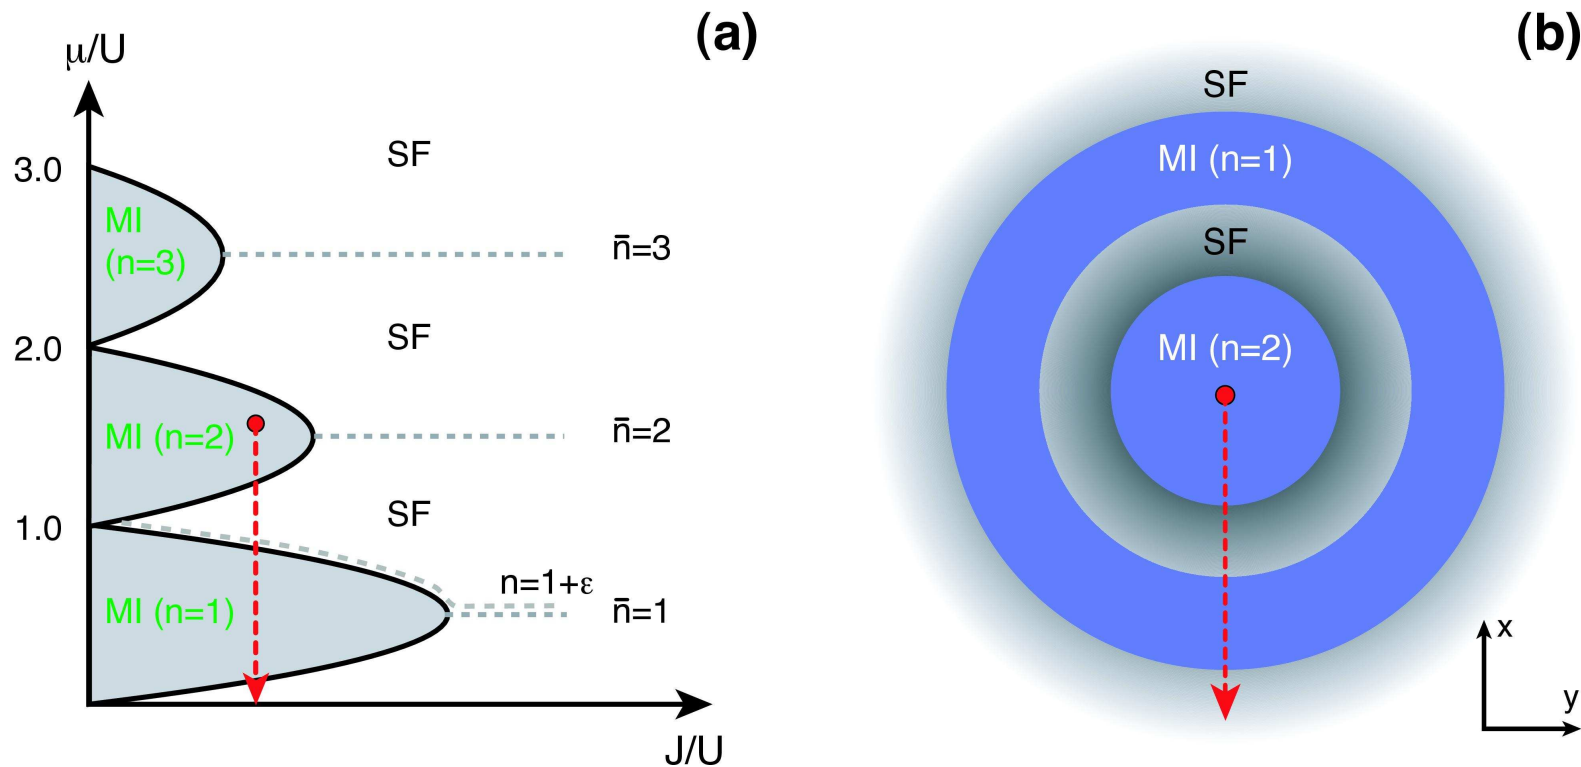 (a)
μ/U
3.0
SF
MI
(n=3)
n̄=3
2.0
SF
MI (n=2)
n̄=2
1.0
SF
n=1+ε
MI (n=1)
n̄=1
J/U
(b)
SF
MI (n=1)
SF
MI (n=2)
x
y